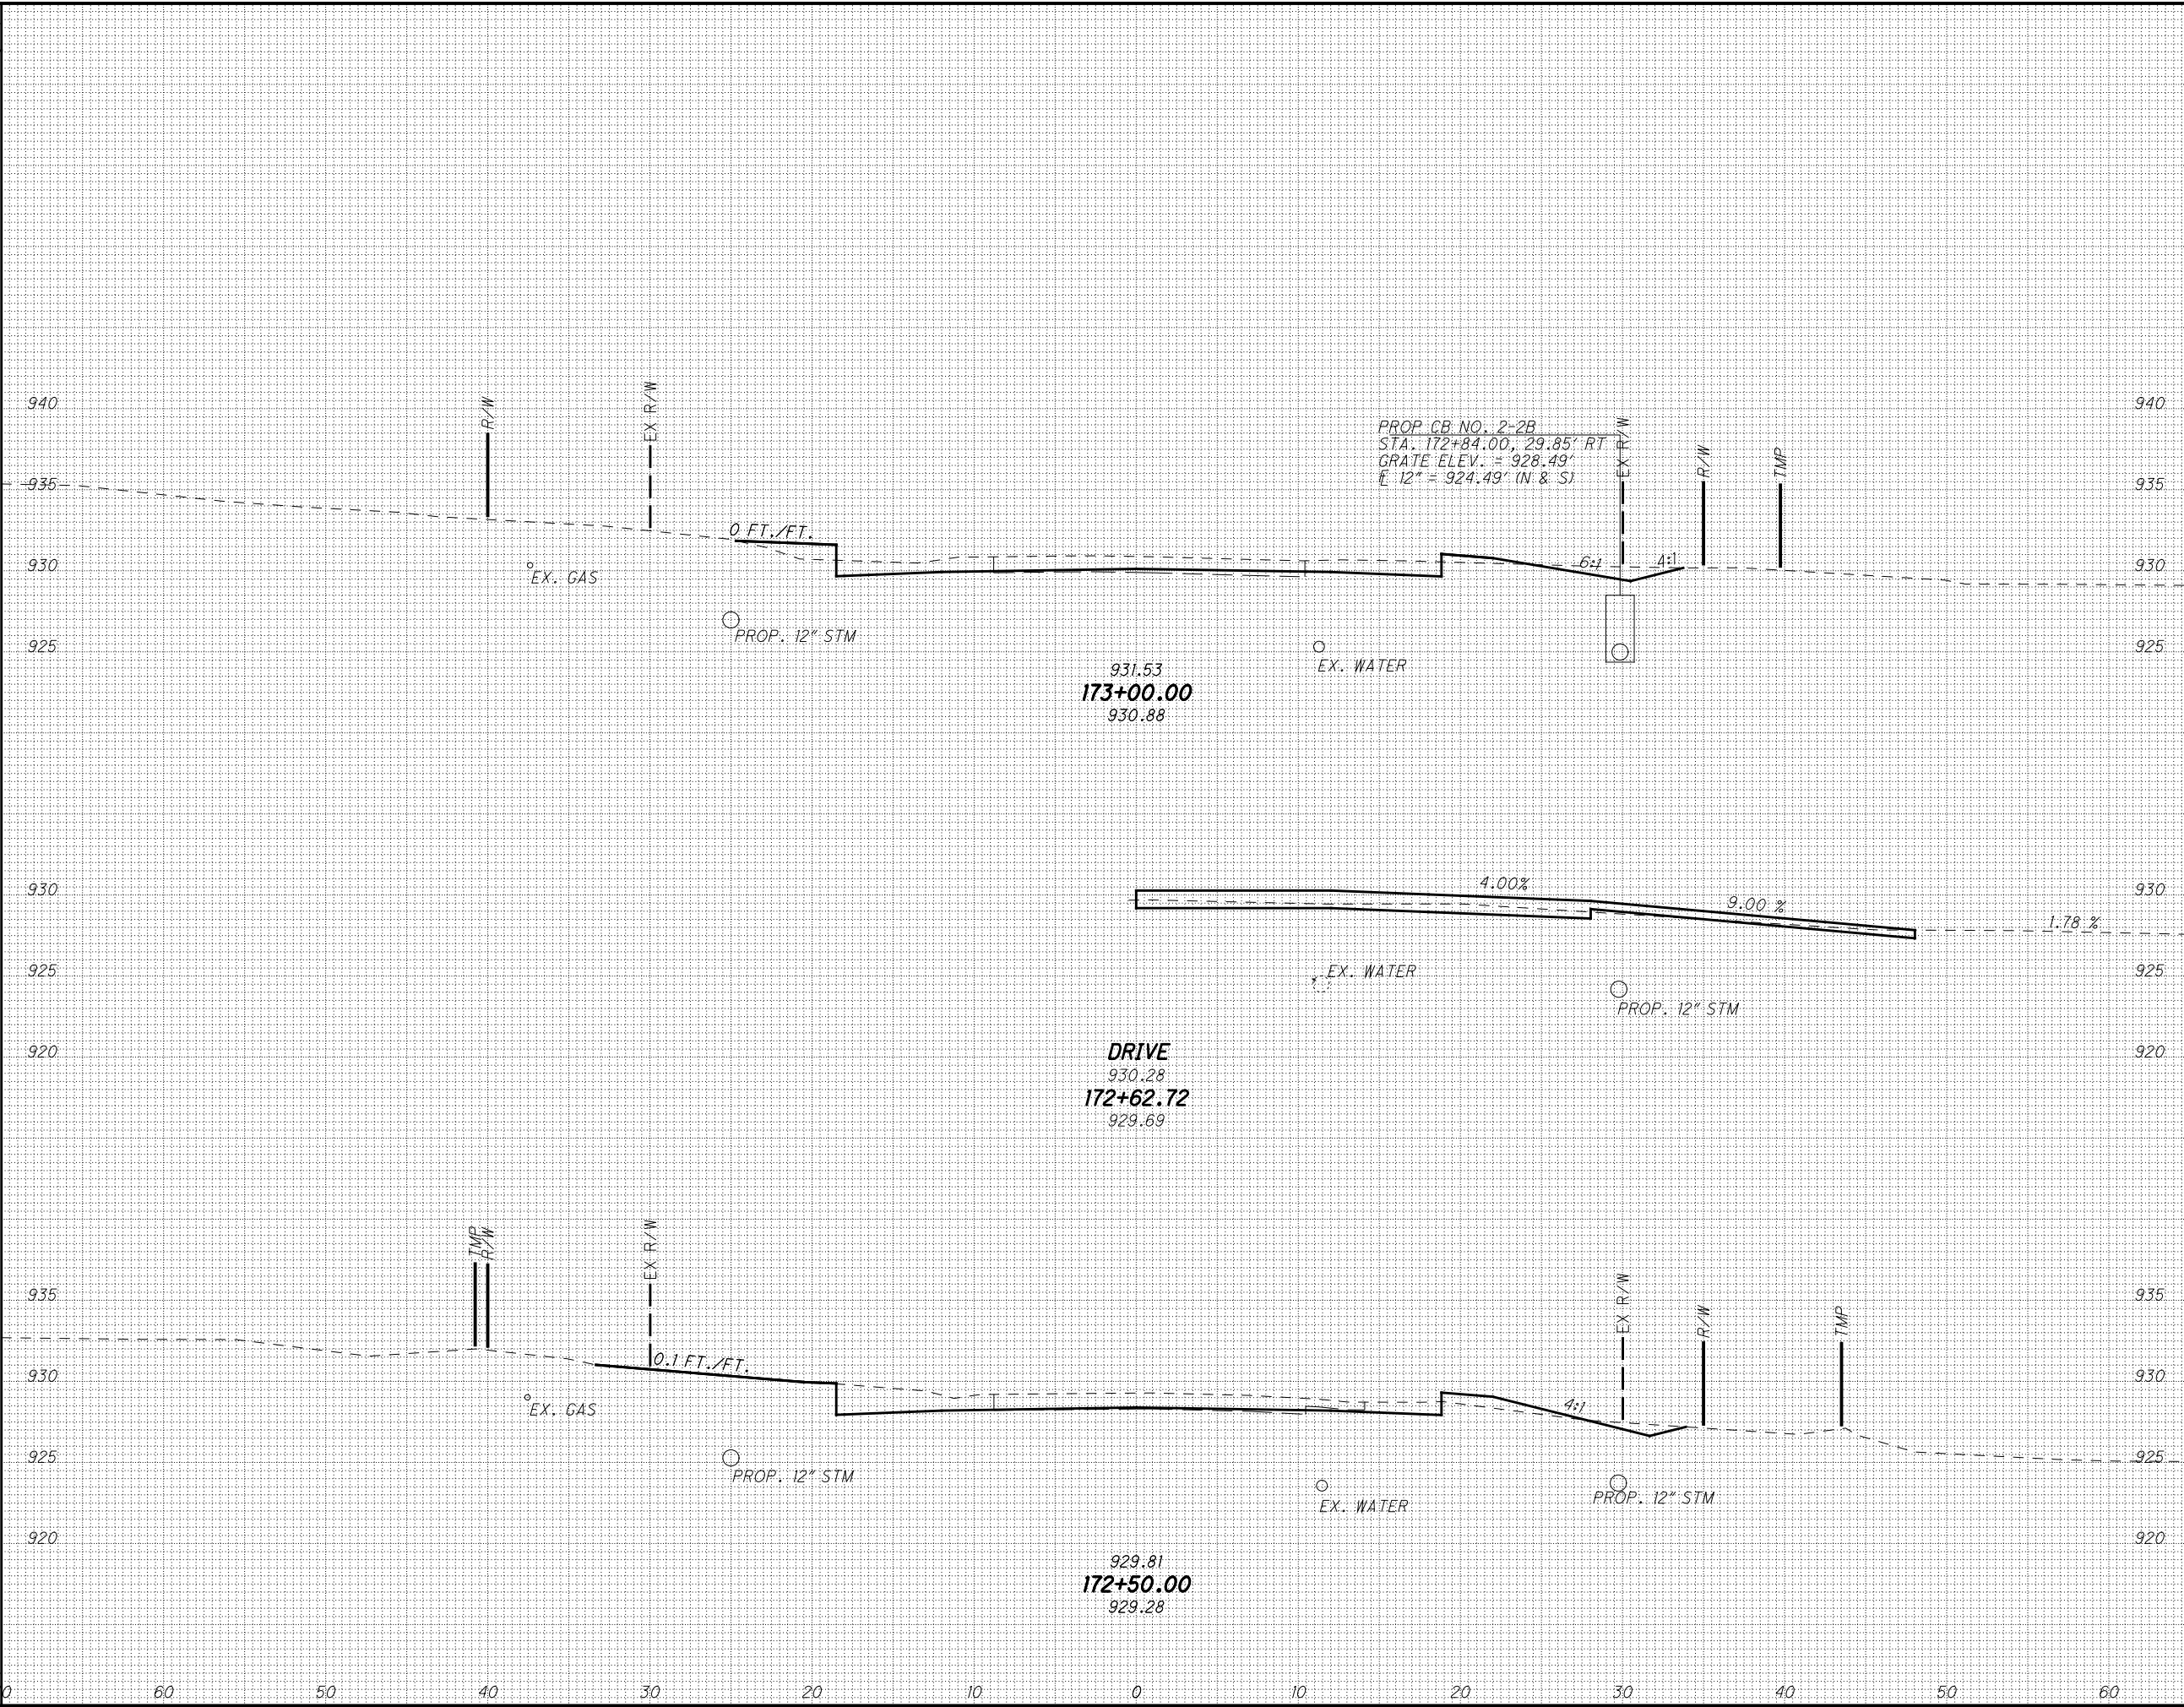 940
R/W
EX R/W
PROP CB NO. 2-2B
STA. 172+84.00, 29.85' RT
GRATE ELEV. = 928.49'
12" = 924.49' (N & S)
EX R/W
R/W
TMP
940
935
935
0 FT./FT.
6:1
4:1
930
EX. GAS
930
PROP. 12" STM
925
EX. WATER
925
931.53
173+00.00
930.88
930
4.00%
9.00 %
1.78 %
930
925
EX. WATER
925
PROP. 12" STM
920
DRIVE
920
930.28
172+62.72
929.69
TMP
R/W
EX R/W
EX R/W
R/W
TMP
935
935
930
0.1 FT./FT.
930
EX. GAS
4:1
925
925
PROP. 12" STM
EX. WATER
PROP. 12" STM
920
920
929.81
172+50.00
929.28
0
60
50
40
30
20
10
0
10
20
30
40
50
60